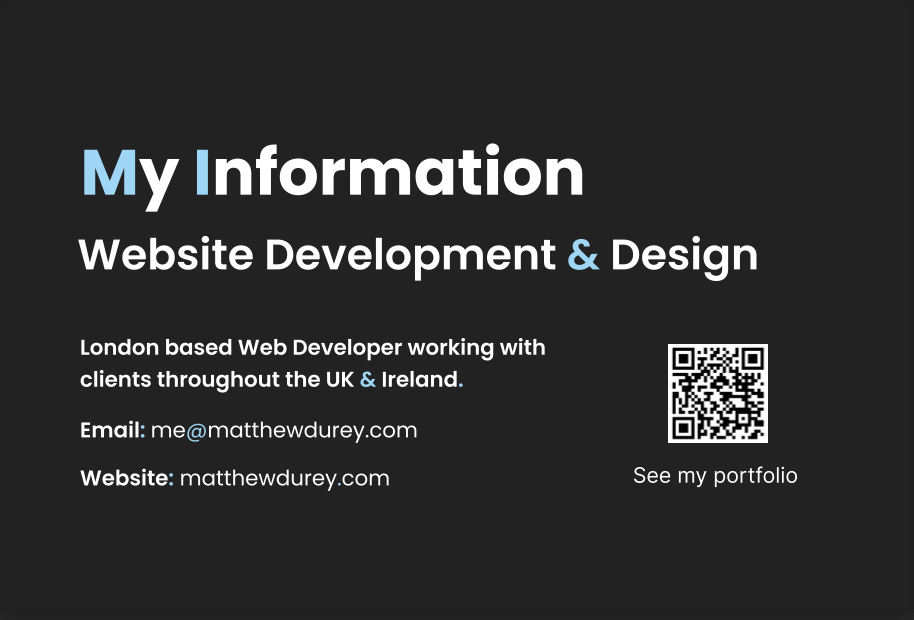 My Information
Website Development & Design
London based Web Developer working with
clients throughout the UK & Ireland.
Email: me@matthewdurey.com
Website: matthewdurey.com
See my portfolio